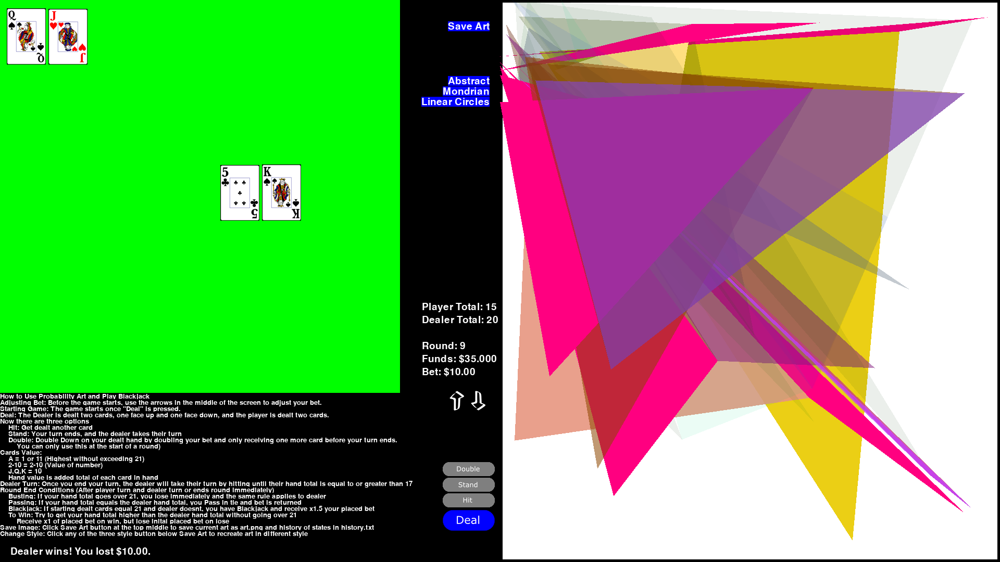 Q
J
Q
J
5
K
5
K
Save Art
Abstract
Mondrian
Linear Circles
Player Total: 15
Dealer Total: 20
Round: 9
Funds: $35.000
Bet: $10.00
How to Use Probability Art and Play Blackjack
Adjusting Bet: Before the game starts, use the arrows in the middle of the screen to adjust your bet.
Starting Game: The game starts once "Deal" is pressed.
Deal: The Dealer is dealt two cards, one face up and one face down, and the player is dealt two cards.
Now there are three options
Hit: Get dealt another card
Stand: Your turn ends, and the dealer takes their turn
Double: Double Down on your dealt hand by doubling your bet and only receiving one more card before your turn ends.
You can only use this at the start of a round)
Cards Value:
A = 1 or 11 (Highest without exceeding 21)
2-10 = 2-10 (Value of number)
J,Q,K = 10
Hand value is added total of each card in hand
Dealer Turn: Once you end your turn, the dealer will take their turn by hitting until their hand total is equal to or greater than 17
Round End Conditions (After player turn and dealer turn or ends round immediately)
Busting: If your hand total goes over 21, you lose immediately and the same rule applies to dealer
Passing: If your hand total equals the dealer hand total, you Pass in tie and bet is returned
Blackjack: If starting dealt cards equal 21 and dealer doesnt, you have Blackjack and receive x1.5 your placed bet
To Win: Try to get your hand total higher than the dealer hand total without going over 21
Receive x1 of placed bet on win, but lose inital placed bet on lose
Save Image: Click Save Art button at the top middle to save current art as art.png and history of states in history.txt
Change Style: Click any of the three style button below Save Art to recreate art in different style
Double
Stand
Hit
Deal
Dealer wins! You lost $10.00.